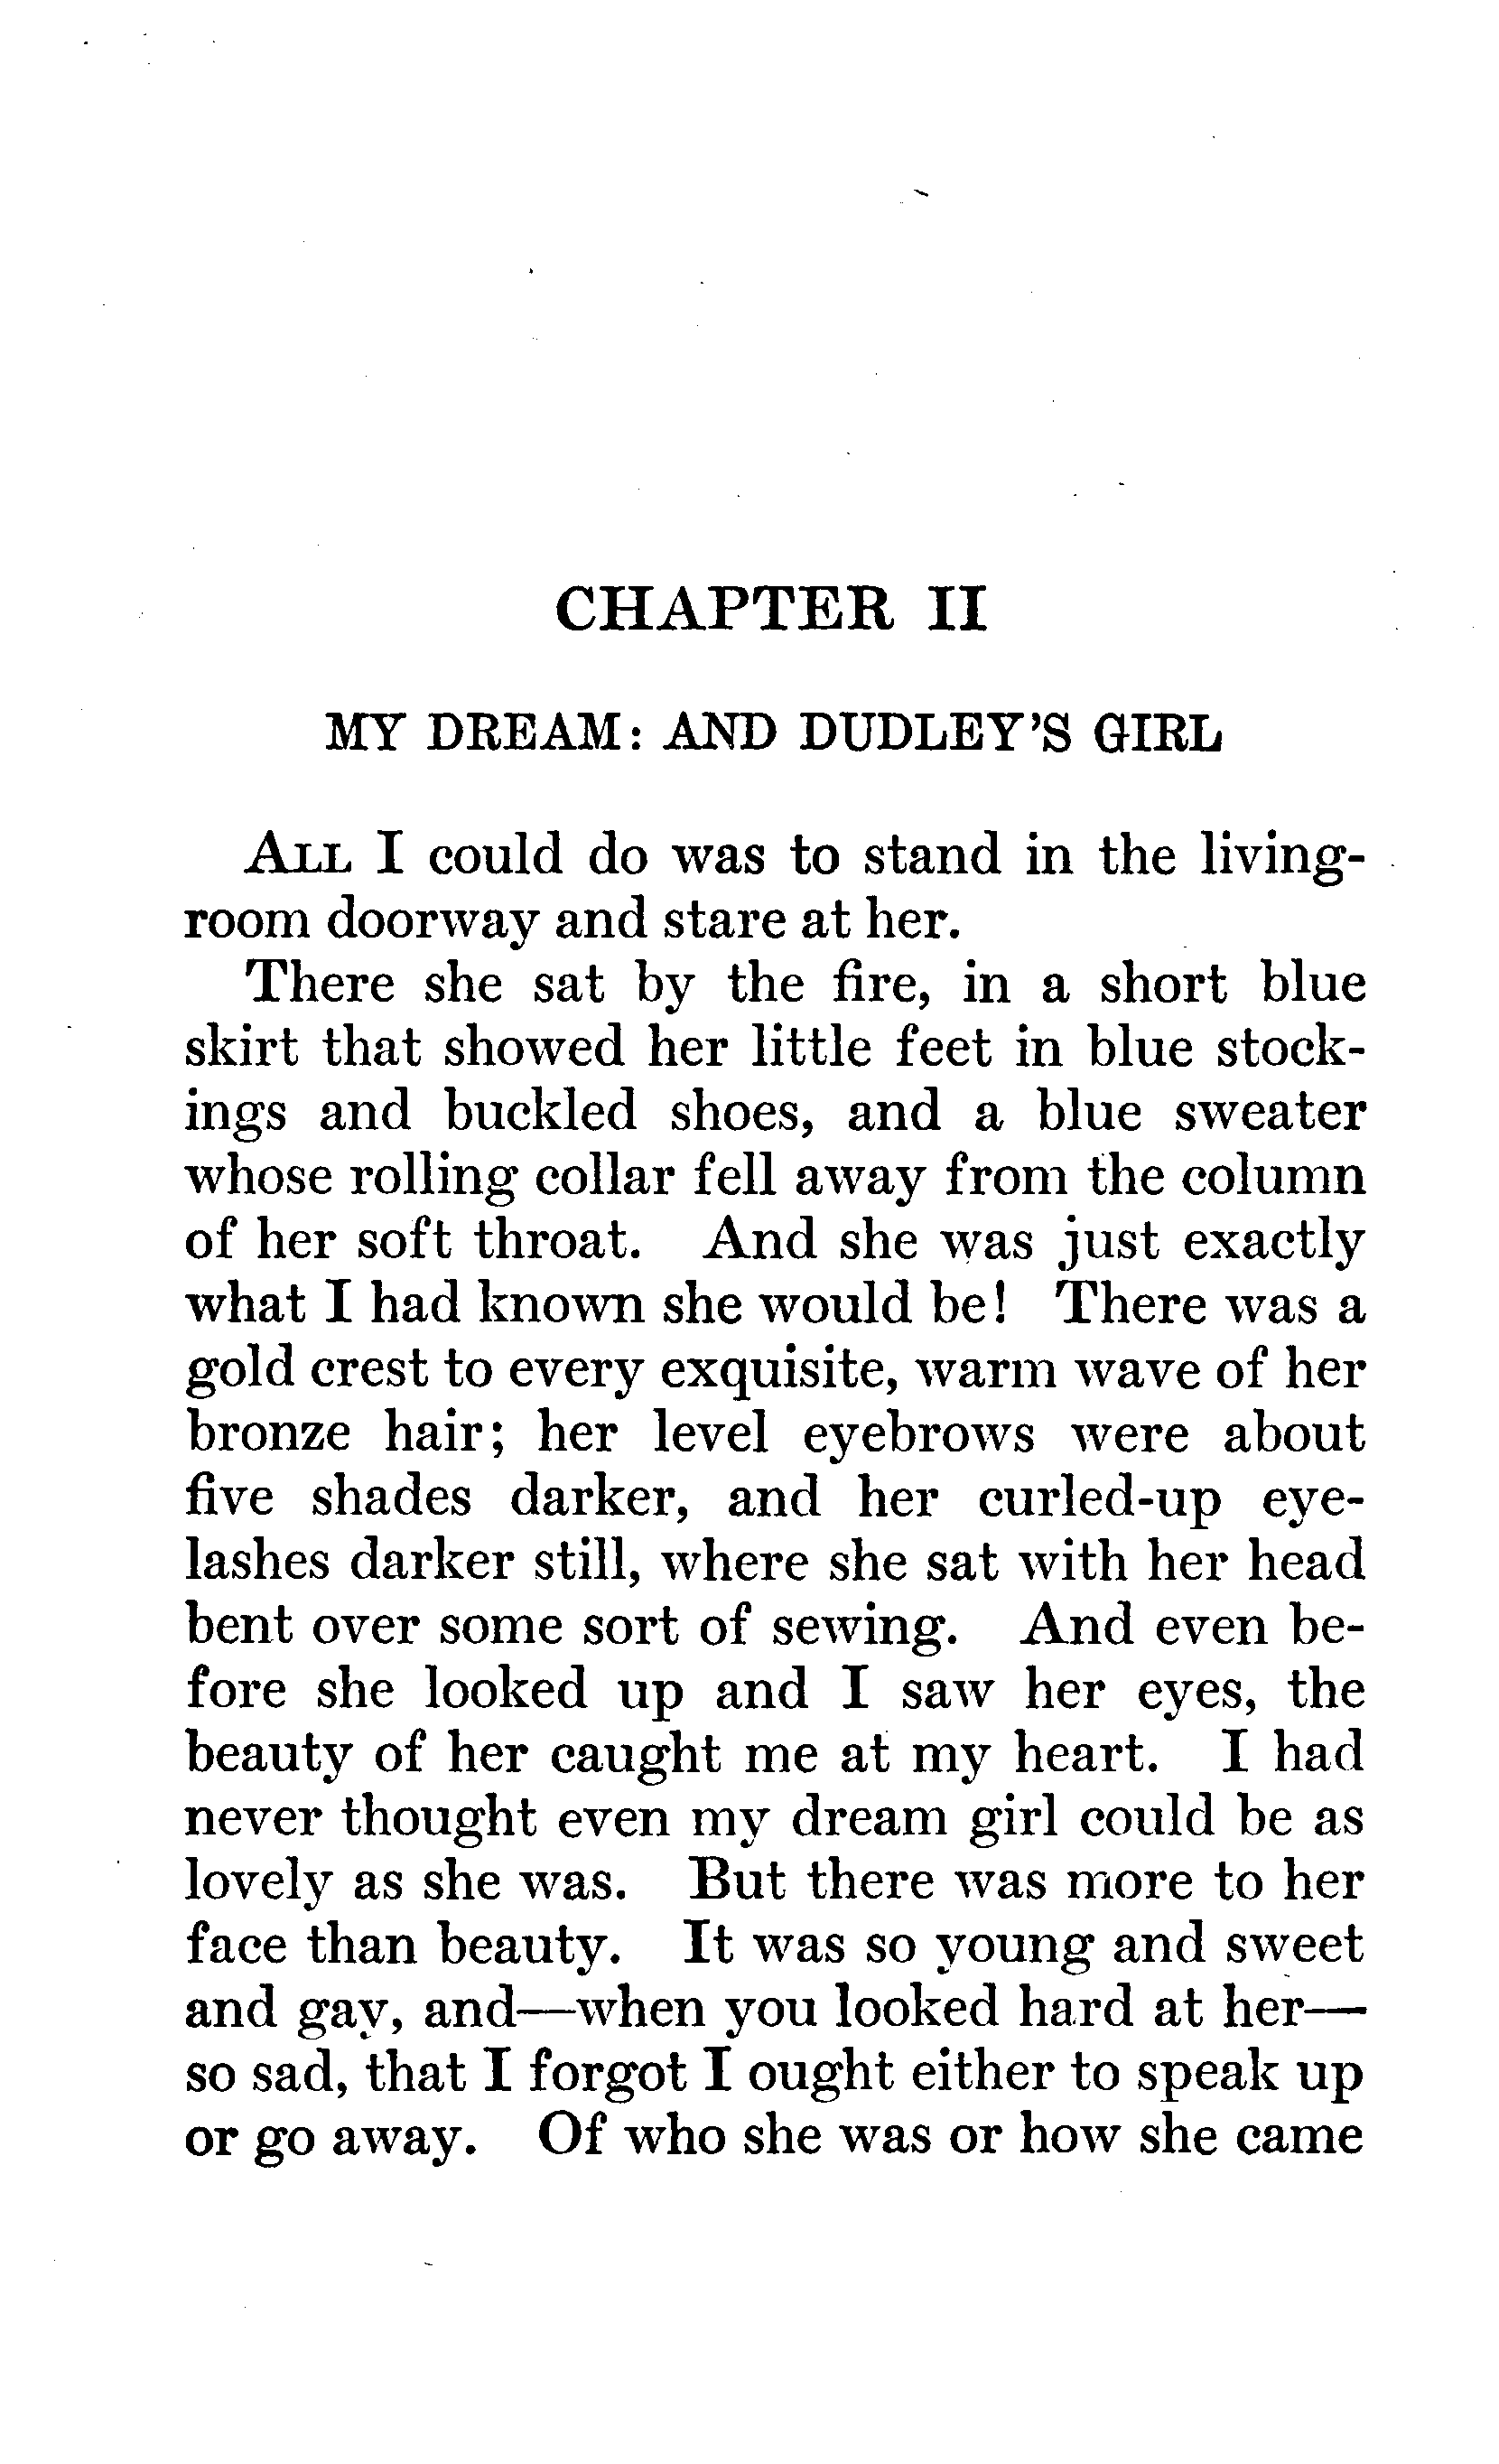 CHAPTER II
MY DREAM: AND DUDLEY'S GIRL
ALL I could do was to stand in the living-
room doorway and stare at her.
There she sat by the fire, in a short blue
skirt that showed her little feet in blue stock-
ings and buckled shoes, and a blue sweater
whose rolling collar fell away from the column
of her soft throat. And she was just exactly
what I had known she would be! There was a
gold crest to every exquisite, warm wave of her
bronze hair; her level eyebrows were about
five shades darker, and her curled-up eye-
lashes darker still, where she sat with her head
bent over some sort of sewing. And even be-
fore she looked up and I saw her eyes, the
beauty of her caught me at my heart. I had
never thought even my dream girl could be as
lovely as she was. But there was more to her
face than beauty. It was so young and sweet
and gay, and—when you looked hard at her—
so sad, that I forgot I ought either to speak up
or go away. Of who she was or how she came